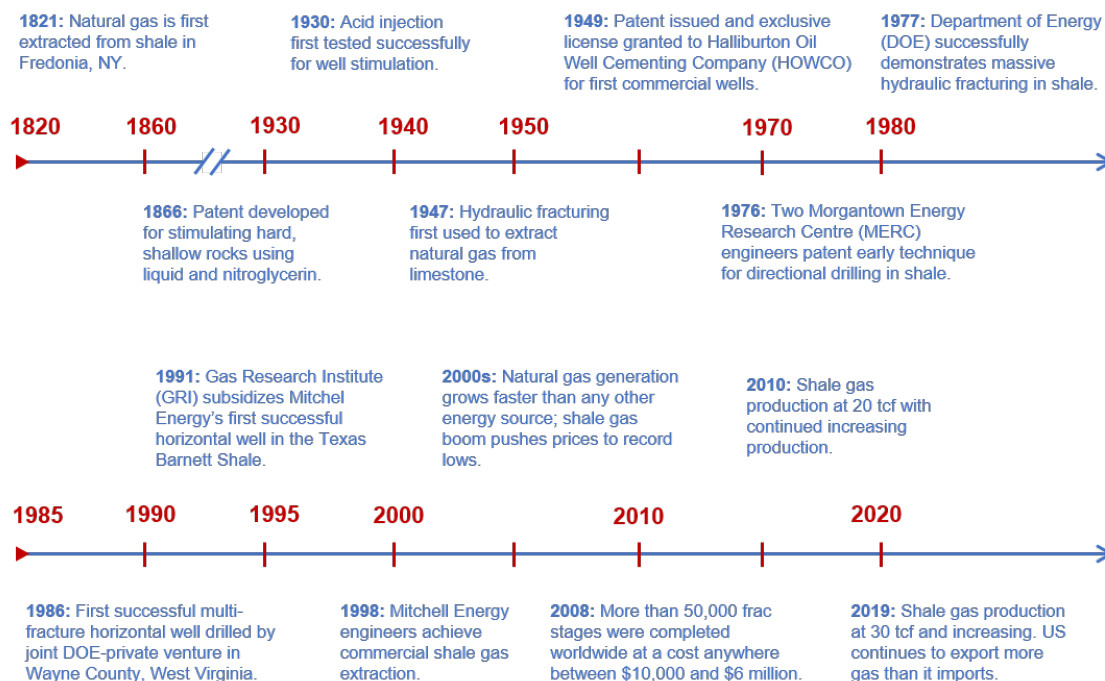 1821: Natural gas is first
extracted from shale in
Fredonia, NY.
1930: Acid injection
first tested successfully
for well stimulation.
1949: Patent issued and exclusive
license granted to Halliburton Oil
Well Cementing Company (HOWCO)
for first commercial wells.
1977: Department of Energy
(DOE) successfully
demonstrates massive
hydraulic fracturing in shale.
1820
1860
1930
1940
1950
1970
1980
1866: Patent developed
for stimulating hard,
shallow rocks using
liquid and nitroglycerin.
1947: Hydraulic fracturing
first used to extract
natural gas from
limestone.
1976: Two Morgantown Energy
Research Centre (MERC)
engineers patent early technique
for directional drilling in shale.
1991: Gas Research Institute
(GRI) subsidizes Mitchel
Energy's first successful
horizontal well in the Texas
Barnett Shale.
2000s: Natural gas generation
grows faster than any other
energy source; shale gas
boom pushes prices to record
lows.
2010: Shale gas
production at 20 tcf with
continued increasing
production.
1985
1990
1995
2000
2010
2020
1986: First successful multi-
fracture horizontal well drilled by
joint DOE-private venture in
Wayne County, West Virginia.
1998: Mitchell Energy
engineers achieve
commercial shale gas
extraction.
2008: More than 50,000 frac
stages were completed
worldwide at a cost anywhere
between $10,000 and $6 million.
2019: Shale gas production
at 30 tcf and increasing. US
continues to export more
gas than it imports.